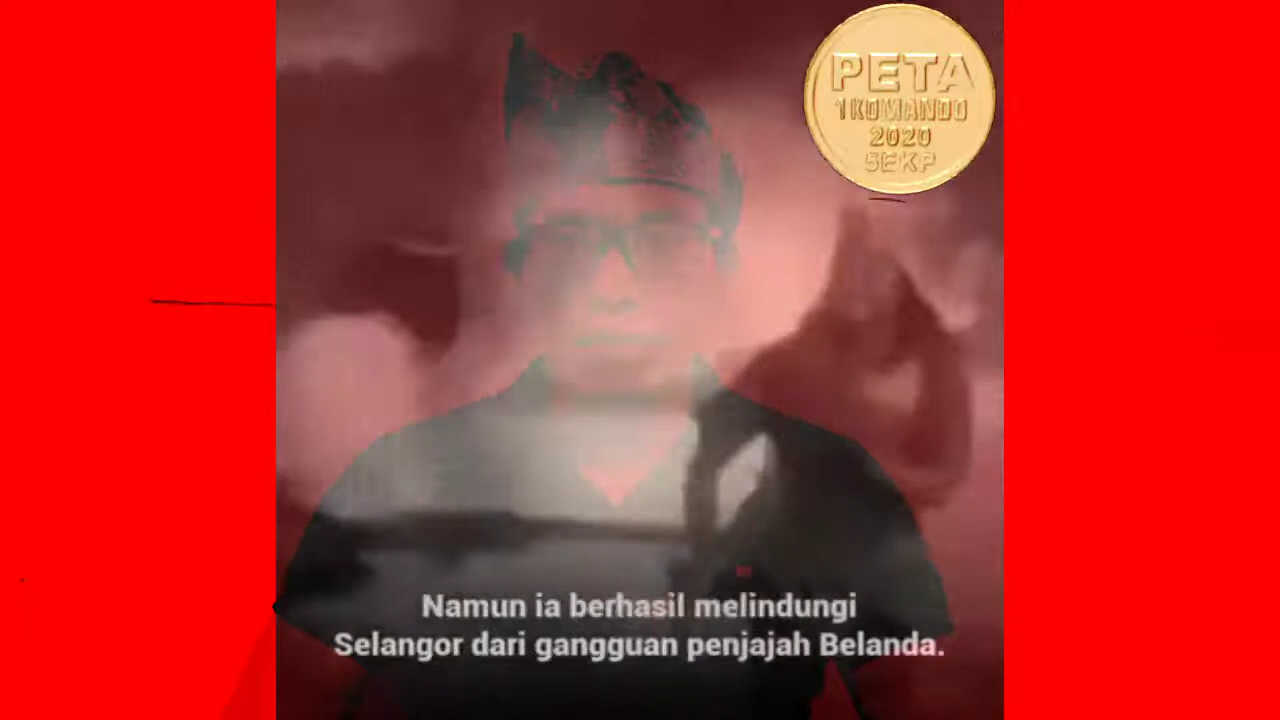 PETA
1 KOMANDO
2020
SEKP
Namun ia berhasil melindungi
Selangor dari gangguan penjajah Belanda.